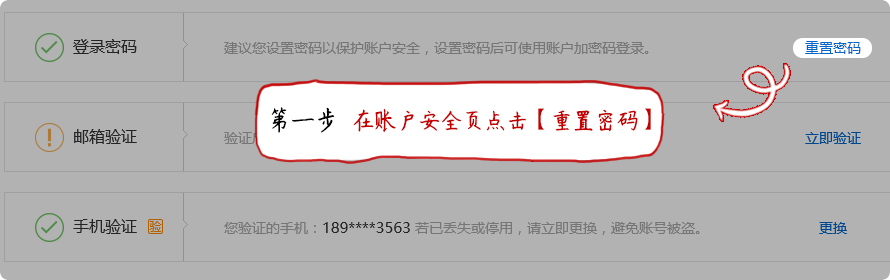 登录密码 建议您设置密码以保护账户安全，设置密码后可使用账户加密码登录。 重置密码
第一步 在账户安全页点击【重置密码】
邮箱验证 验证 立即验证
手机验证 验 您验证的手机：189****3563 若已丢失或停用，请立即更换，避免账号被盗。 更换